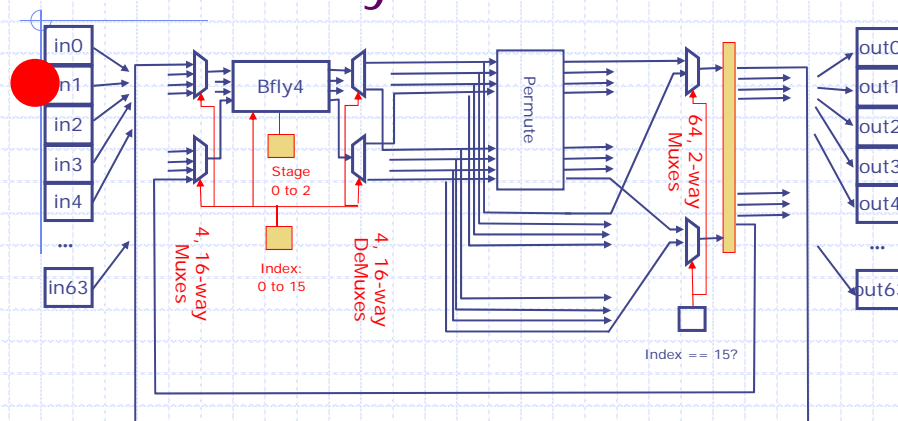 in0
in1
in2
in3
in4
...
in63
Bfly4
Stage
0 to 2
Index:
0 to 15
4, 16-way
Muxes
4, 16-way
DeMuxes
Permute
64, 2-way
Muxes
Index == 15?
out0
out1
out2
out3
out4
...
out63